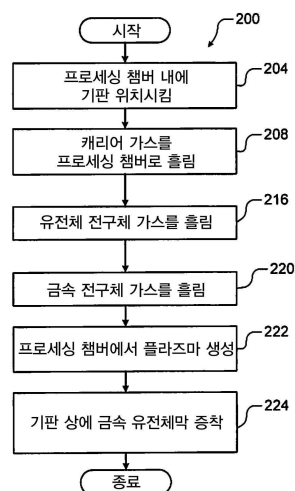 시작
200
프로세싱 챔버 내에
기판 위치시킴
204
캐리어 가스를
프로세싱 챔버로 흘림
208
유전체 전구체 가스를 흘림
216
금속 전구체 가스를 흘림
220
프로세싱 챔버에서 플라즈마 생성
222
기판 상에 금속 유전체막 증착
224
종료